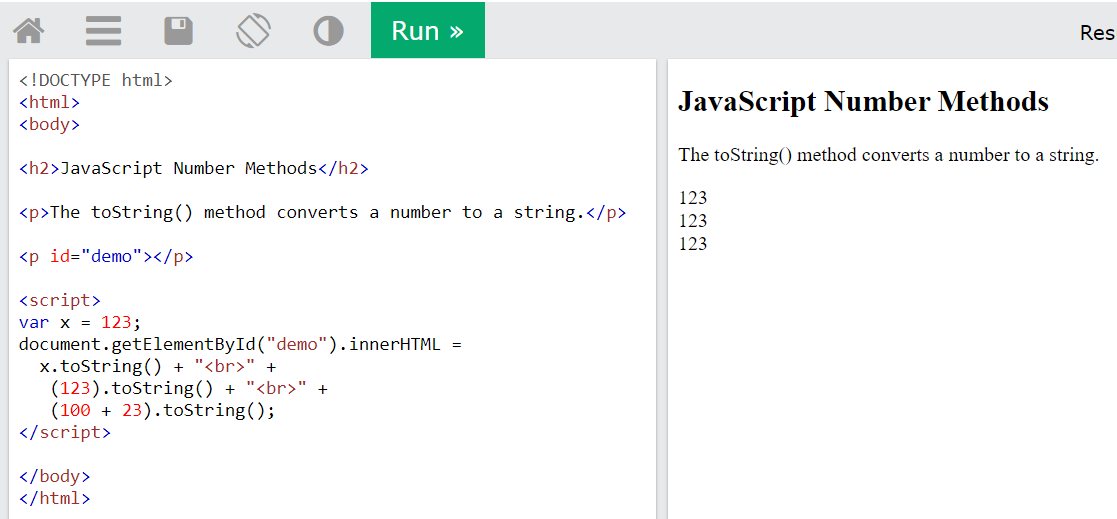 Run »
Res
<!DOCTYPE html>
<html>
<body>
<h2>JavaScript Number Methods</h2>
<p>The toString() method converts a number to a string.</p>
<p id="demo"></p>
<script>
var x = 123;
document.getElementById("demo").innerHTML =
  x.toString() + "<br>" +
   (123).toString() + "<br>" +
   (100 + 23).toString();
</script>
</body>
</html>
JavaScript Number Methods
The toString() method converts a number to a string.
123
123
123